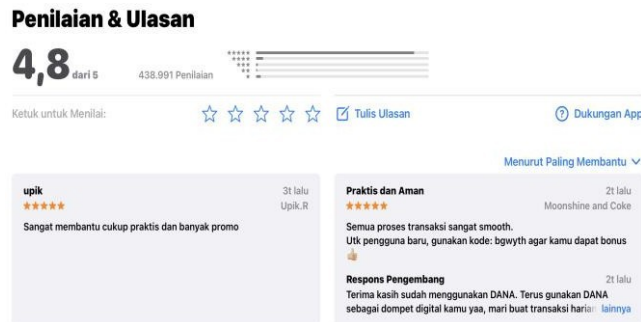 Penilaian & Ulasan
4,8 dari 5
438.991 Penilaian
Ketuk untuk Menilai:
Tulis Ulasan
Dukungan App
Menurut Paling Membantu
upik
3t lalu
Upik.R
Sangat membantu cukup praktis dan banyak promo
Praktis dan Aman
2t lalu
Moonshine and Coke
Semua proses transaksi sangat smooth.
Utk pengguna baru, gunakan kode: bgwyth agar kamu dapat bonus
Respons Pengembang
2t lalu
Terima kasih sudah menggunakan DANA. Terus gunakan DANA
sebagai dompet digital kamu yaa, mari buat transaksi harian lainnya